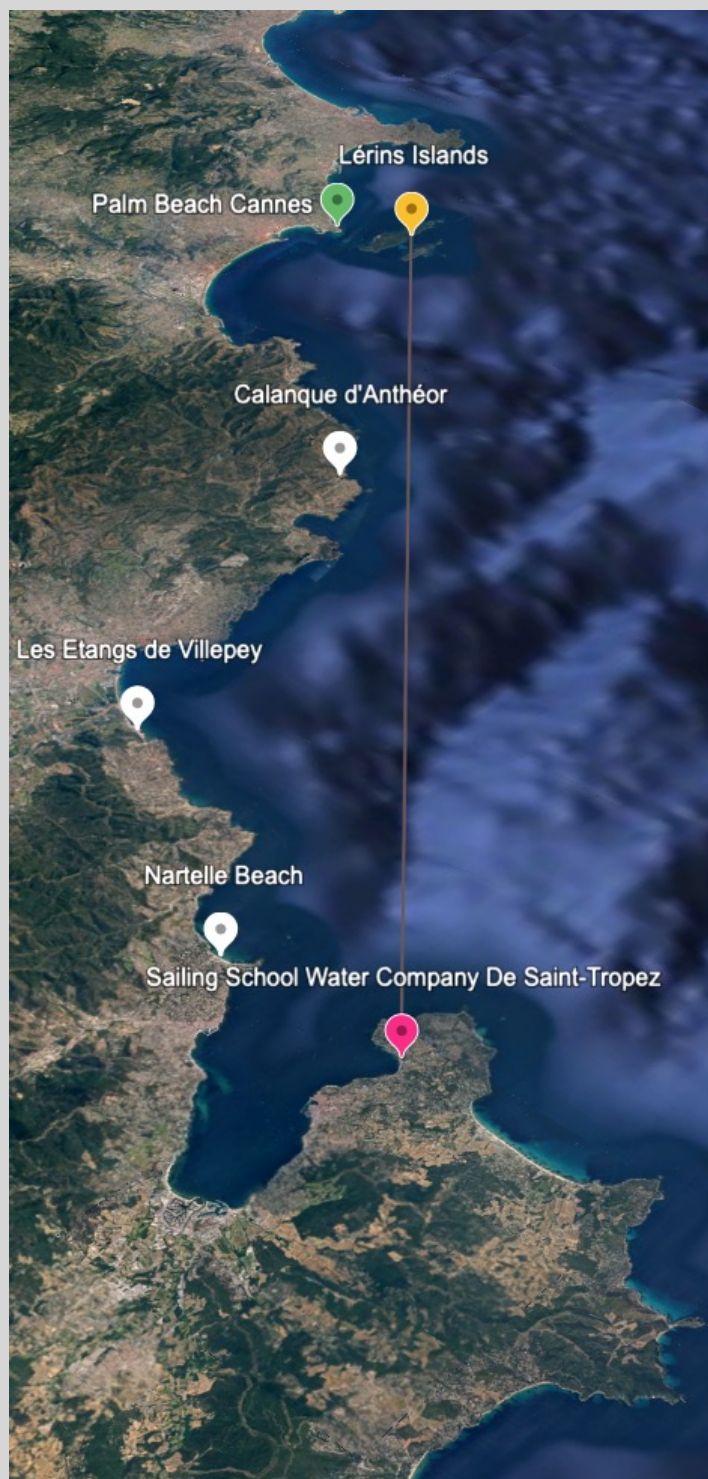 Lérins Islands
Palm Beach Cannes
Calanque d'Anthéor
Les Etangs de Villepey
Nartelle Beach
Sailing School Water Company De Saint-Tropez